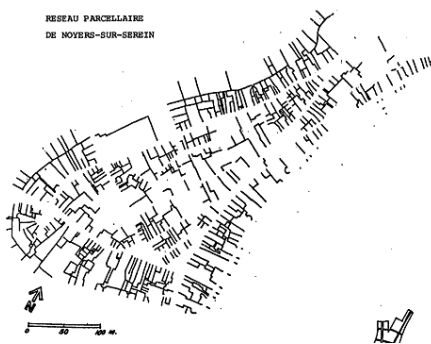 RESEAU PARCELLAIRE
DE NOYERS-SUR-SEREIN
N
0 50 100 m.